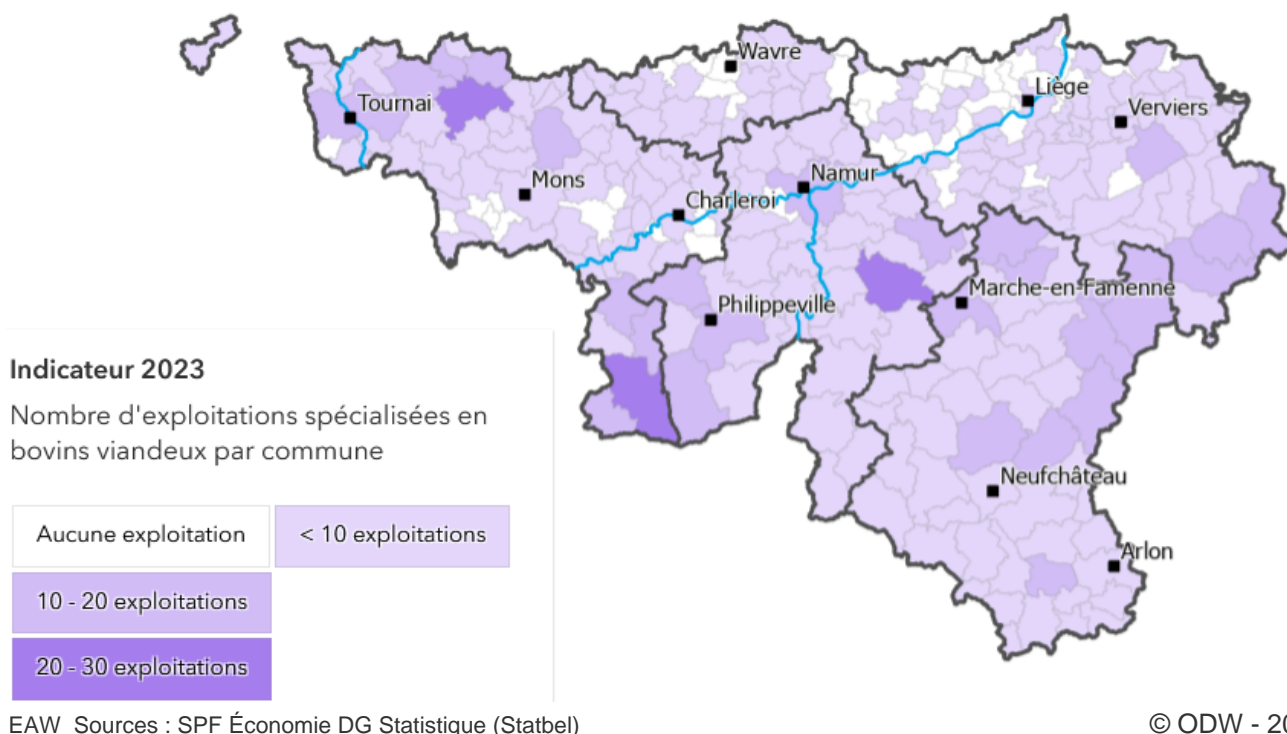 Wavre
Liège
Tournai
Verviers
Mons
Namur
Charleroi
Marche-en-Famenne
Philippeville
Indicateur 2023
Nombre d'exploitations spécialisées en
bovins viandeux par commune
Neufchâteau
Aucune exploitation
< 10 exploitations
Arlon
10 - 20 exploitations
20 - 30 exploitations
EAW Sources : SPF Économie DG Statistique (Statbel)
© ODW - 20